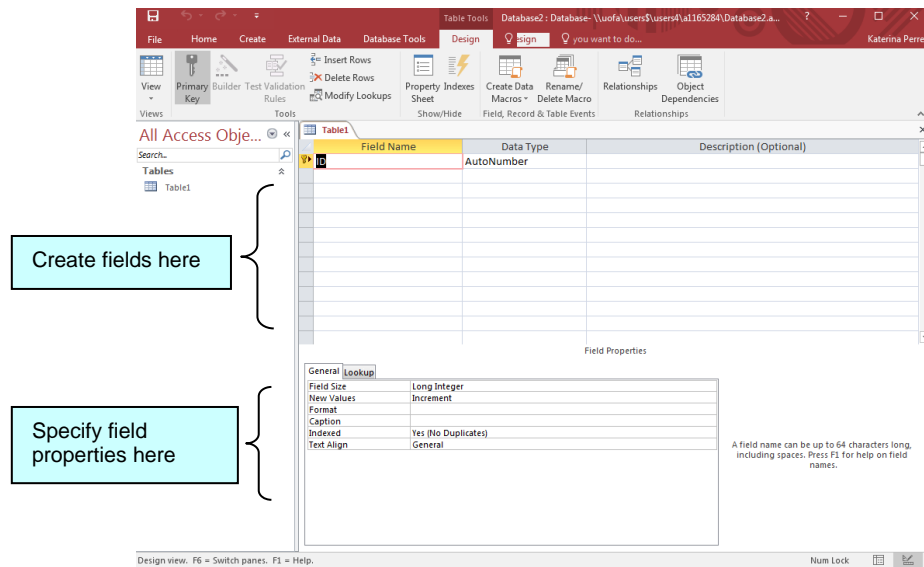 Table Tools Database2 : Database- \\uofa\users$\users4\a1165284\Database2.a... ?
File Home Create External Data Database Tools Design esign you want to do... Katerina Perre
View
Primary Key
Builder
Test Validation Rules
Insert Rows
Delete Rows
Modify Lookups
Property Sheet
Indexes
Create Data Macros
Rename/ Delete Macro
Relationships
Object Dependencies
Views Tools Show/Hide Field, Record & Table Events Relationships
All Access Obje... «
Search...
Tables
Table1
Table1
Field Name Data Type Description (Optional)
ID AutoNumber
Create fields here
Field Properties
General Lookup
Field Size Long Integer
New Values Increment
Format
Caption
Indexed Yes (No Duplicates)
Text Align General
Specify field
properties here
A field name can be up to 64 characters long,
including spaces. Press F1 for help on field
names.
Design view. F6 = Switch panes. F1 = Help. Num Lock